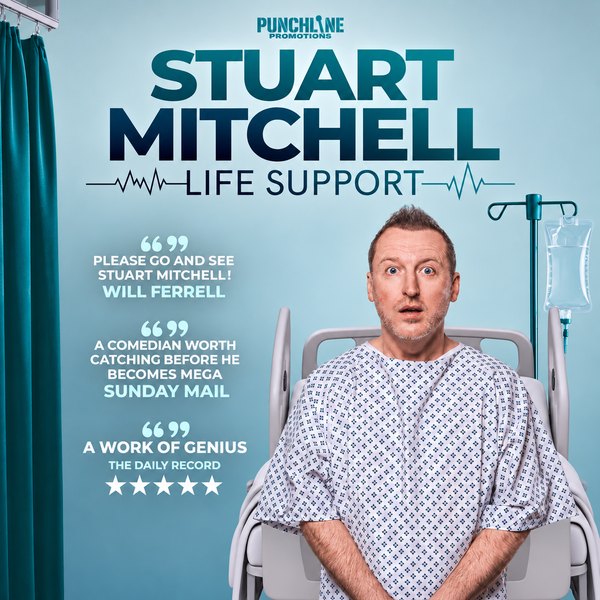 PUNCHLINE
PROMOTIONS
STUART
MITCHELL
LIFE SUPPORT
“ ”
PLEASE GO AND SEE
STUART MITCHELL!
WILL FERRELL
“ ”
A COMEDIAN WORTH
CATCHING BEFORE HE
BECOMES MEGA
SUNDAY MAIL
“ ”
A WORK OF GENIUS
THE DAILY RECORD
★★★★★